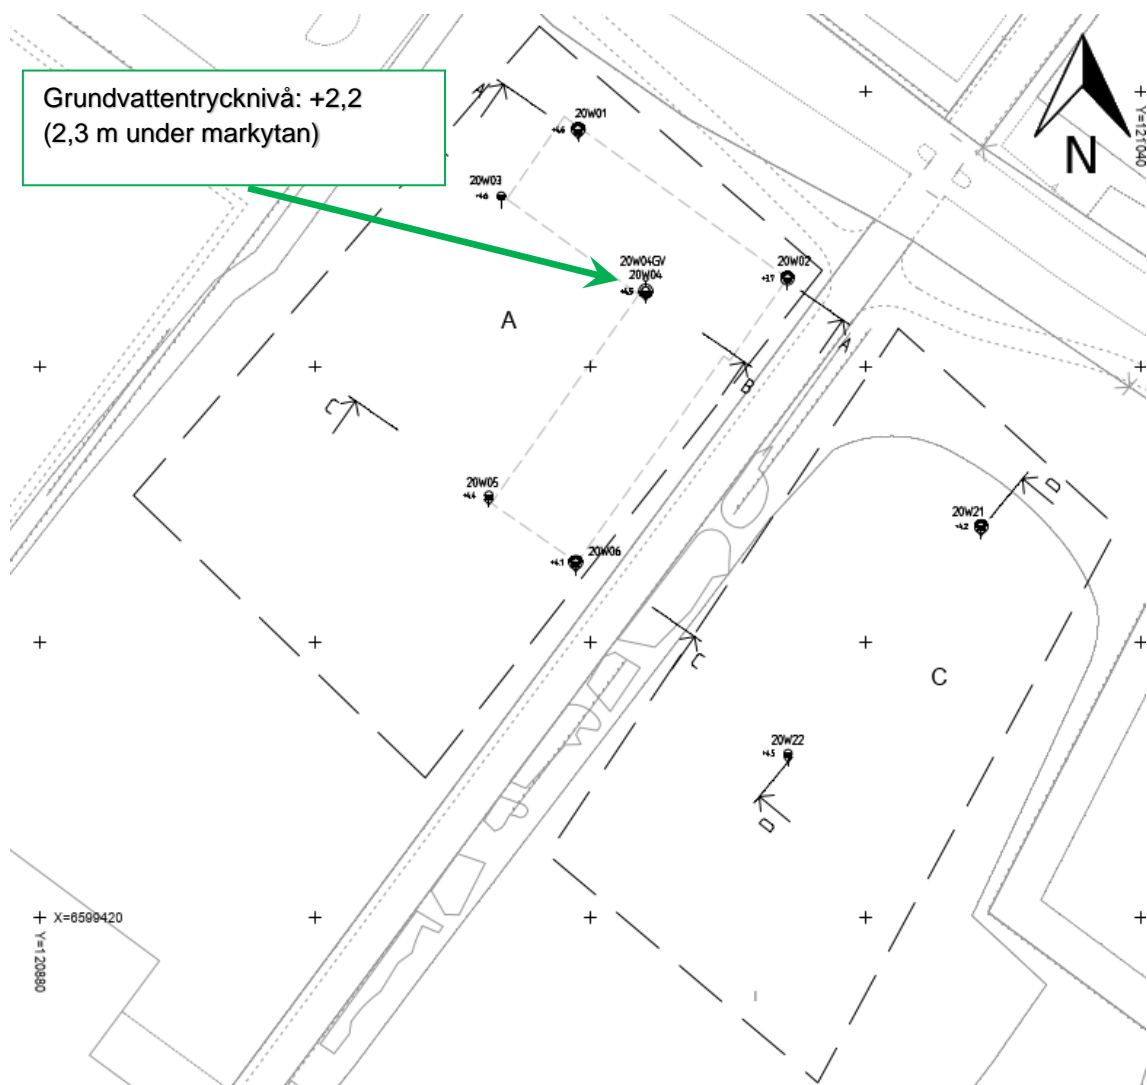 Grundvattentrycknivå: +2,2
(2,3 m under markytan)
N
Y=121040
A
20W01
+4,6
20W03
+4,6
20W04GV
20W04
+4,5
20W02
+3,7
A
A
B
C
20W05
+4,4
20W06
+4,1
20W21
+4,2
D
C
C
20W22
+4,5
D
X=6599420
Y=120880